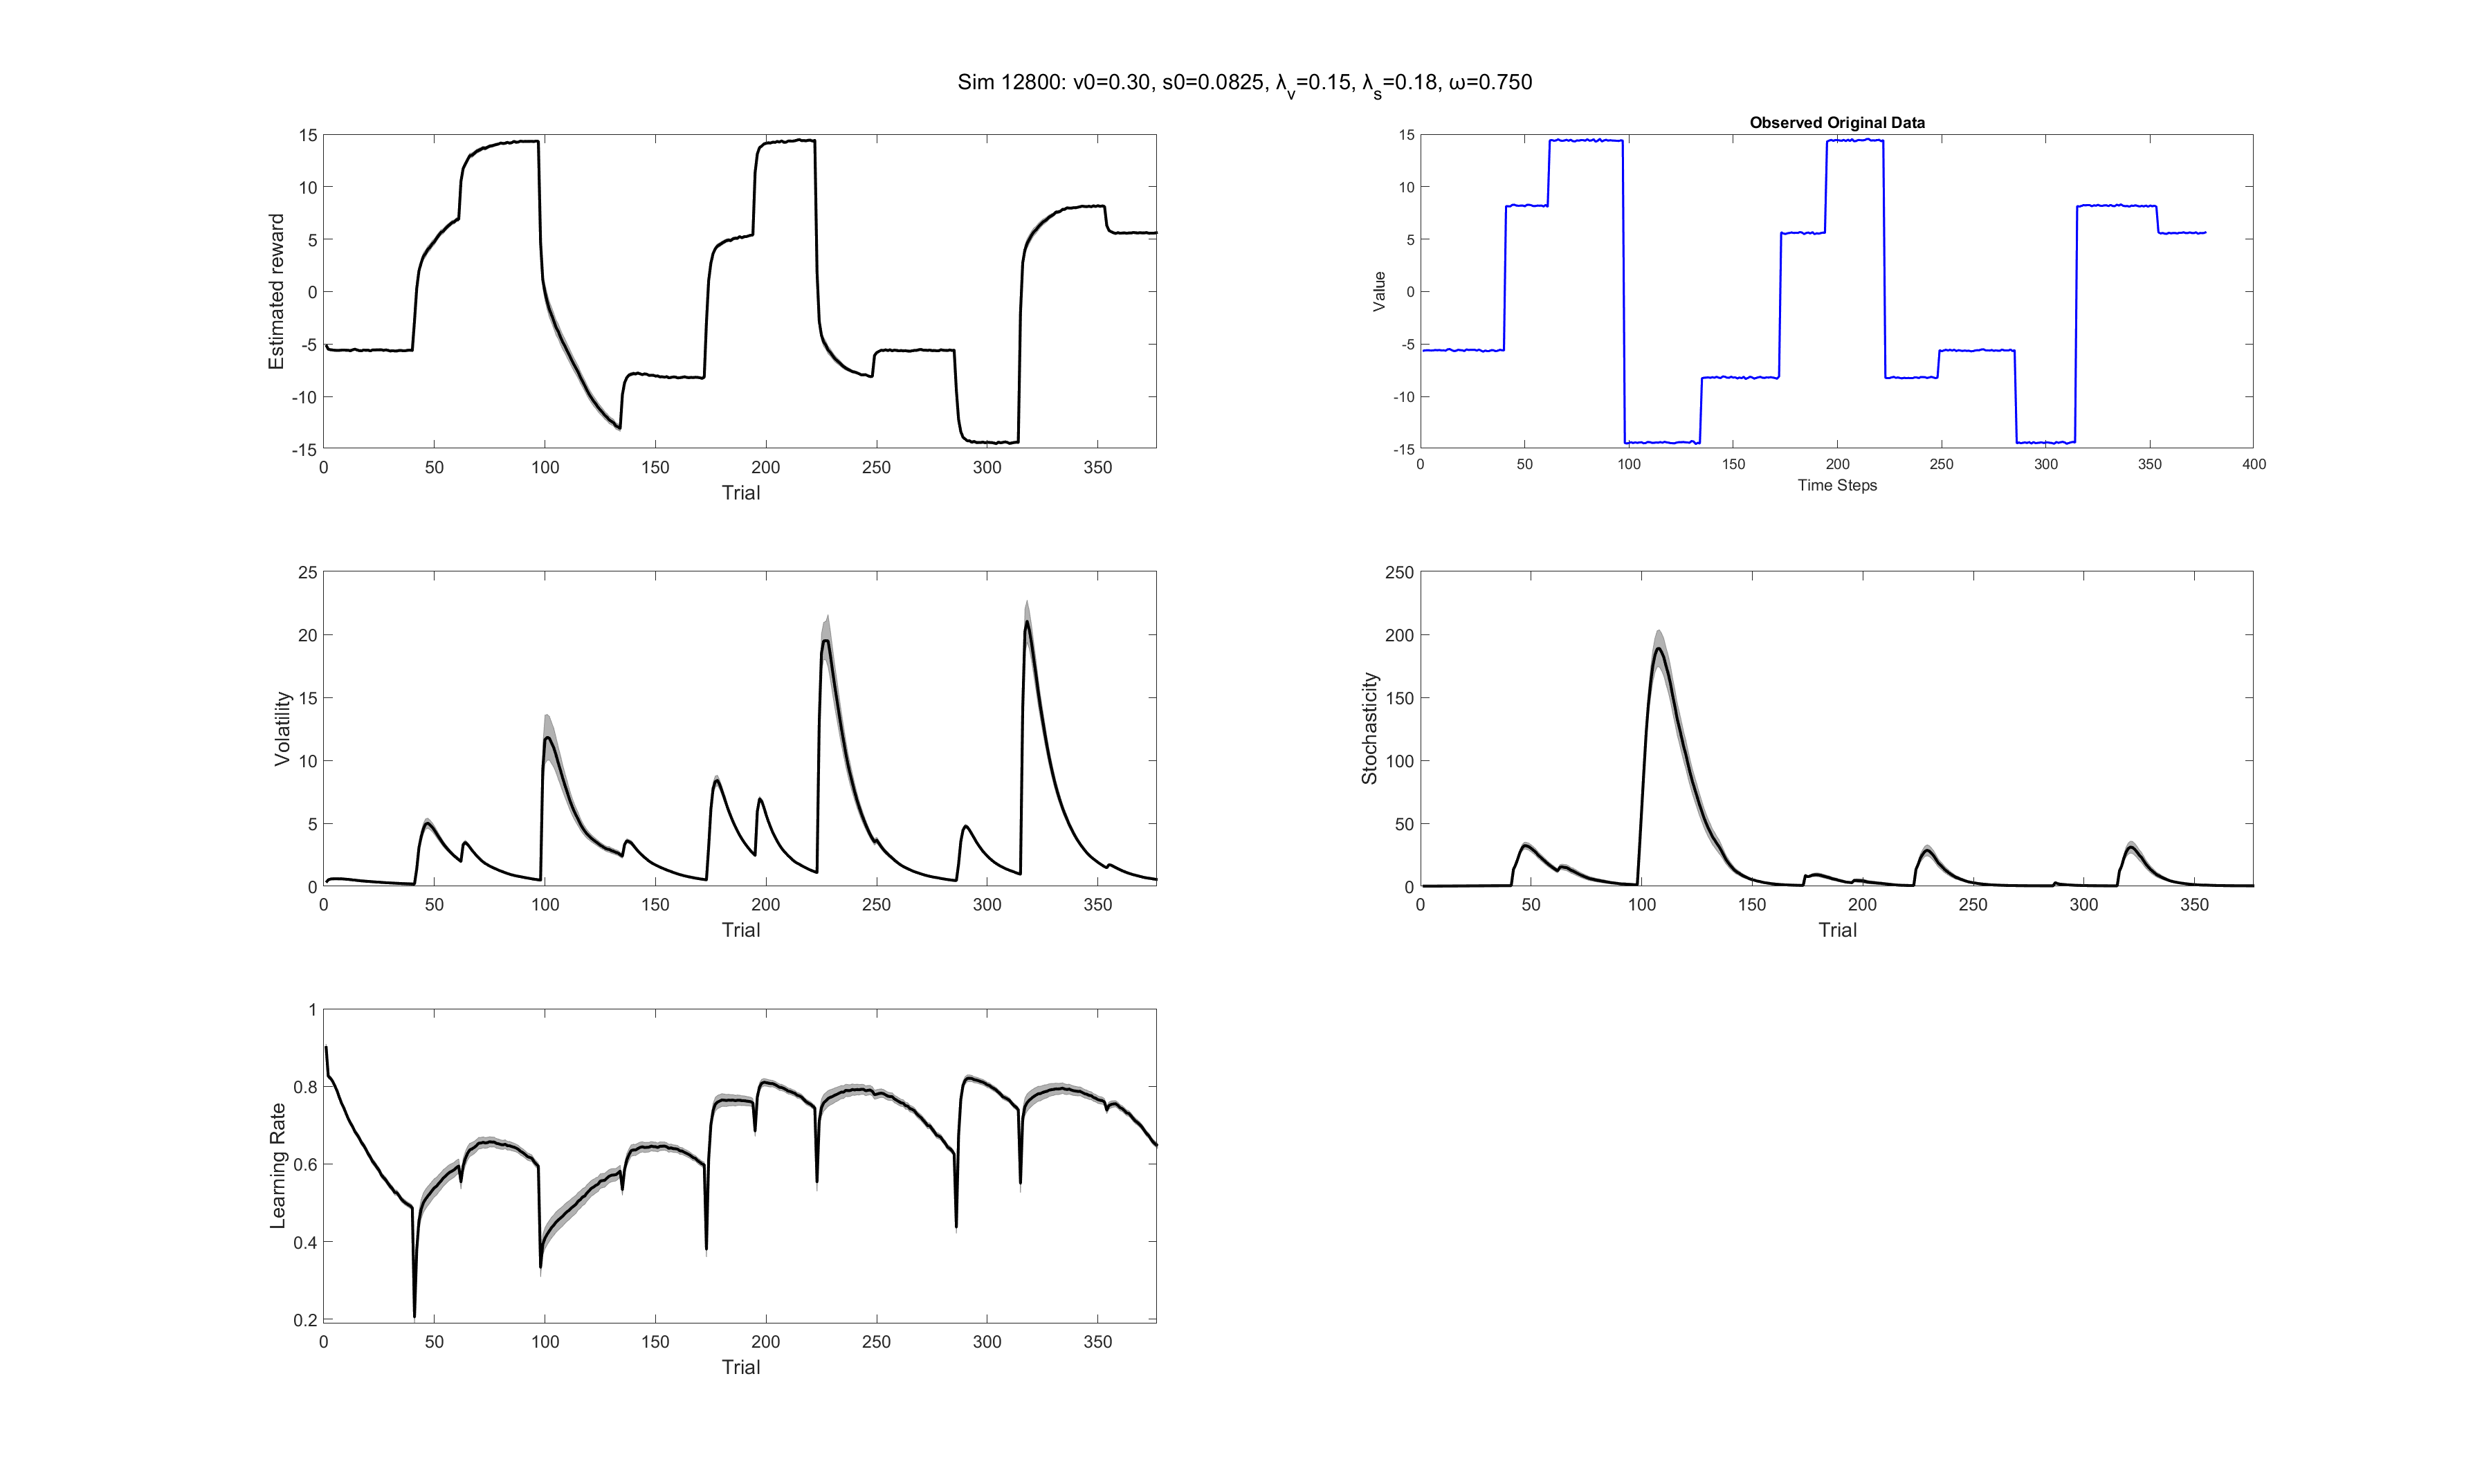 Sim 12800: v0=0.30, s0=0.0825, λv=0.15, λs=0.18, ω=0.750
15
10
5
0
-5
-10
-15
Estimated reward
0 50 100 150 200 250 300 350
Trial
Observed Original Data
15
10
5
0
-5
-10
-15
Value
0 50 100 150 200 250 300 350 400
Time Steps
25
20
15
10
5
0
Volatility
0 50 100 150 200 250 300 350
Trial
250
200
150
100
50
0
Stochasticity
0 50 100 150 200 250 300 350
Trial
1
0.8
0.6
0.4
0.2
Learning Rate
0 50 100 150 200 250 300 350
Trial